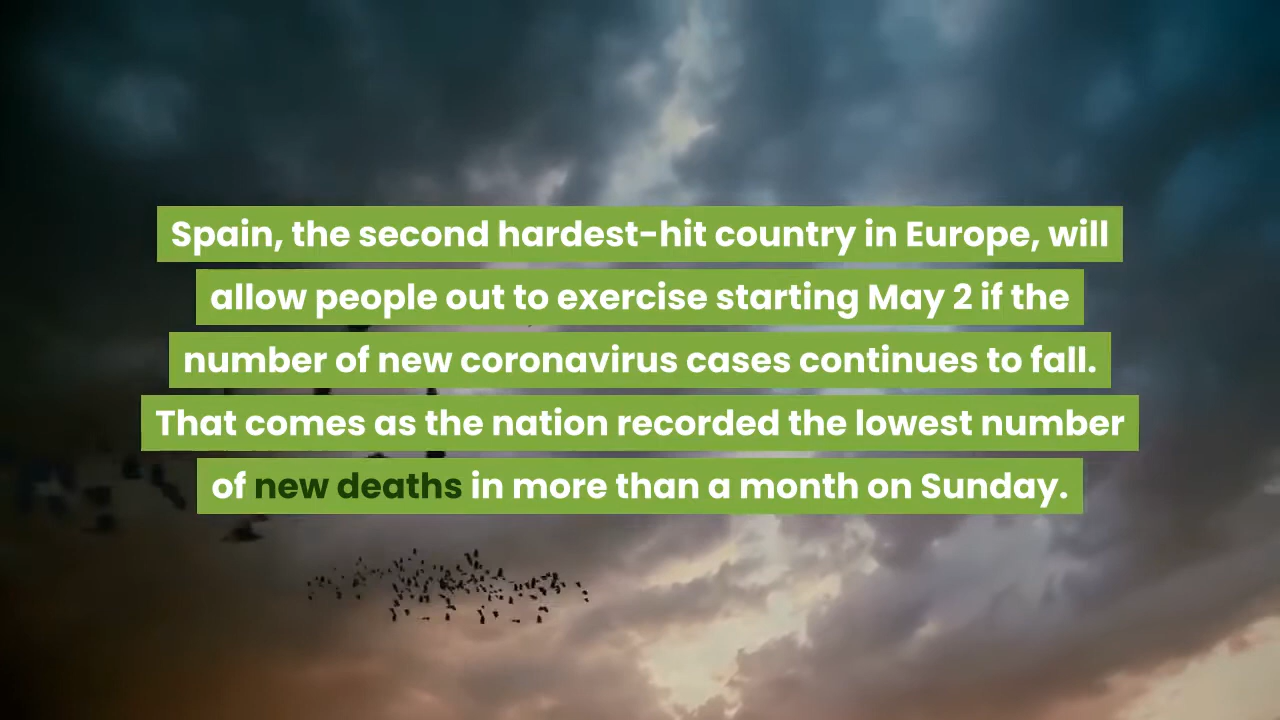 Spain, the second hardest-hit country in Europe, will
allow people out to exercise starting May 2 if the
number of new coronavirus cases continues to fall.
That comes as the nation recorded the lowest number
of new deaths in more than a month on Sunday.